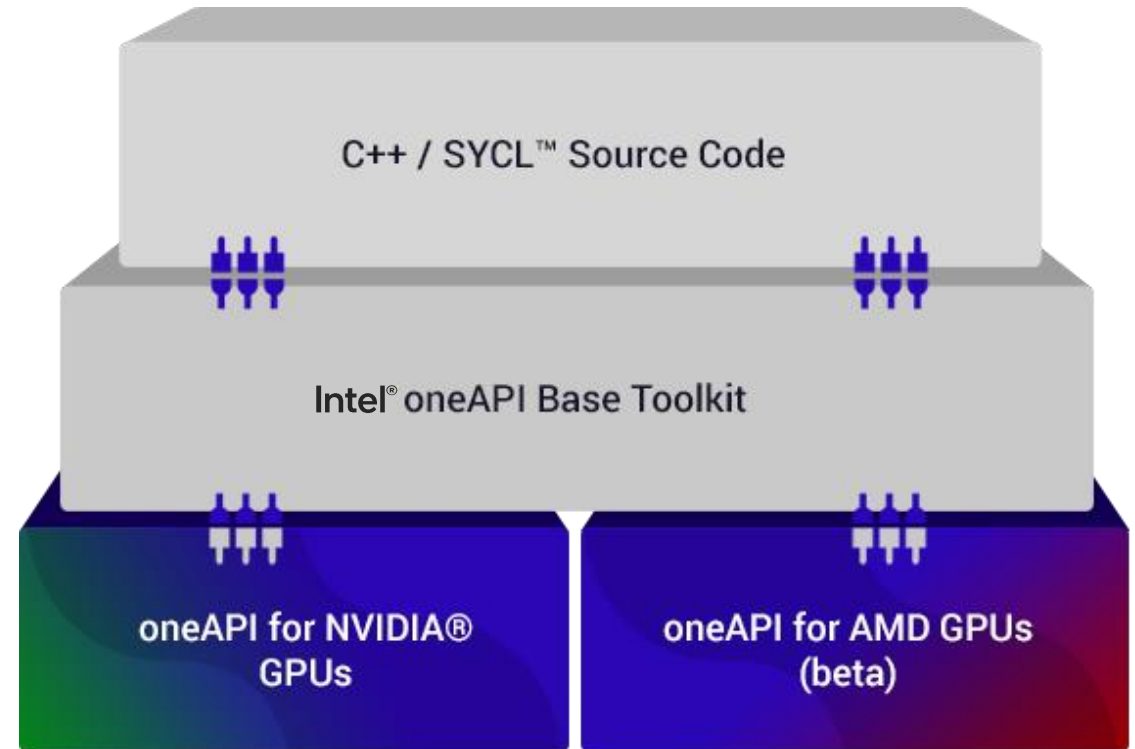 C++ / SYCL™ Source Code
Intel® oneAPI Base Toolkit
oneAPI for NVIDIA®
GPUs
oneAPI for AMD GPUs
(beta)